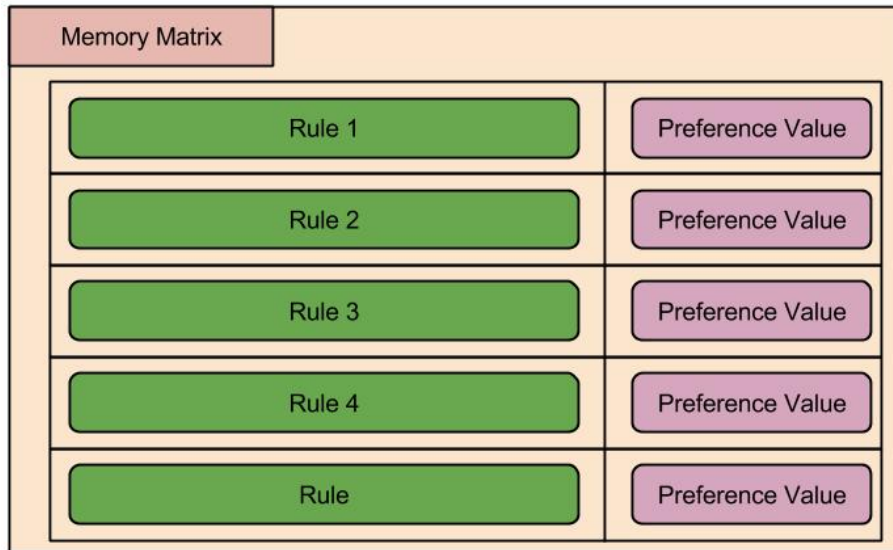 Memory Matrix
Rule 1 Preference Value
Rule 2 Preference Value
Rule 3 Preference Value
Rule 4 Preference Value
Rule Preference Value